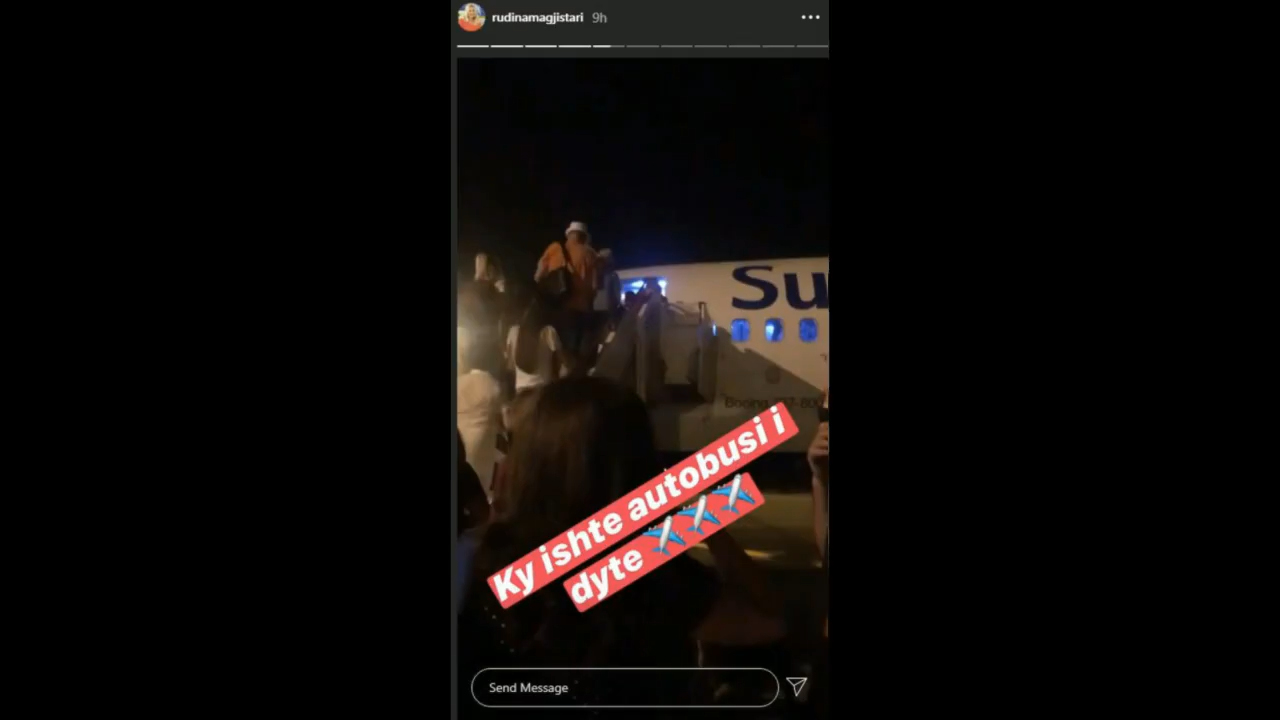 rudinamagjistari 9h
Su
Ky ishte autobusi i
dyte ✈️✈️✈️
Send Message